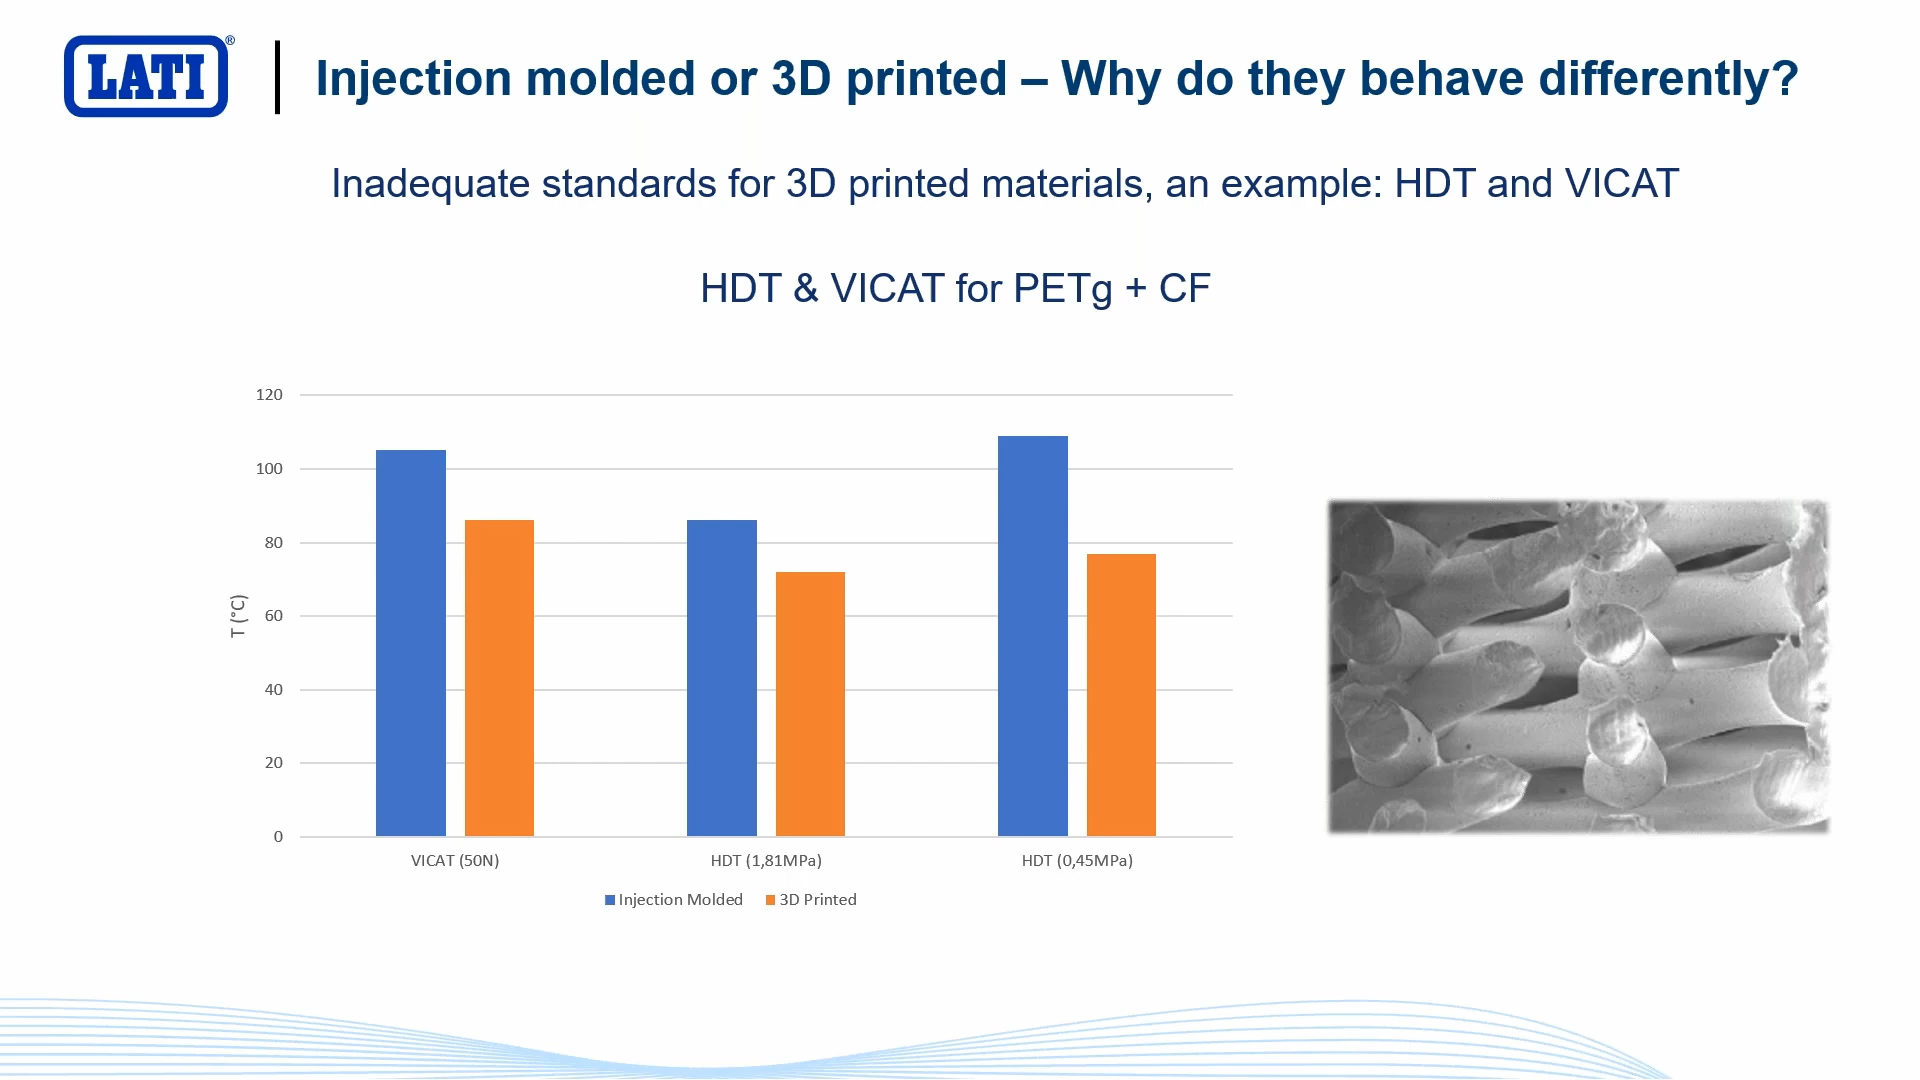 LATI®
Injection molded or 3D printed – Why do they behave differently?
Inadequate standards for 3D printed materials, an example: HDT and VICAT
HDT & VICAT for PETg + CF
120
100
80
60
40
20
0
T (°C)
VICAT (50N)
HDT (1,81MPa)
HDT (0,45MPa)
Injection Molded
3D Printed